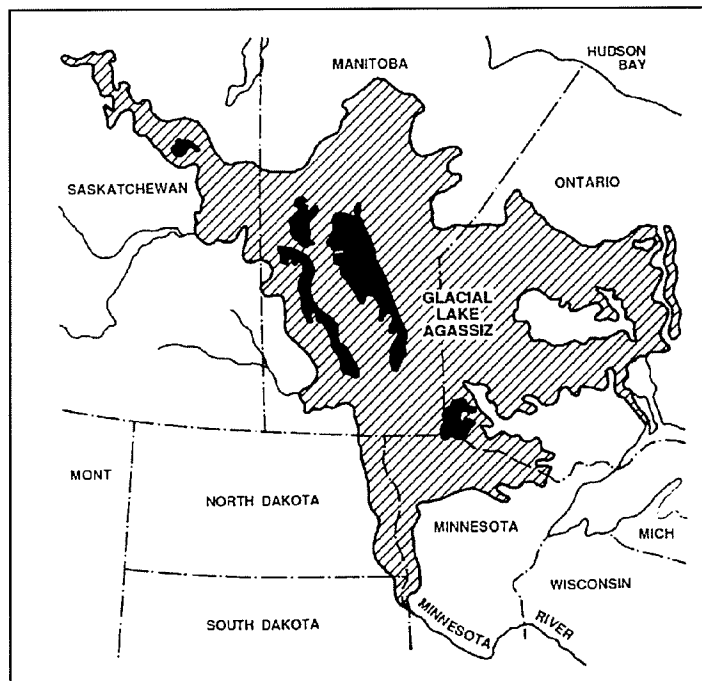 HUDSON
BAY
MANITOBA
SASKATCHEWAN
ONTARIO
GLACIAL
LAKE
AGASSIZ
MONT
NORTH DAKOTA
MINNESOTA
MICH
WISCONSIN
SOUTH DAKOTA
MINNESOTA
RIVER